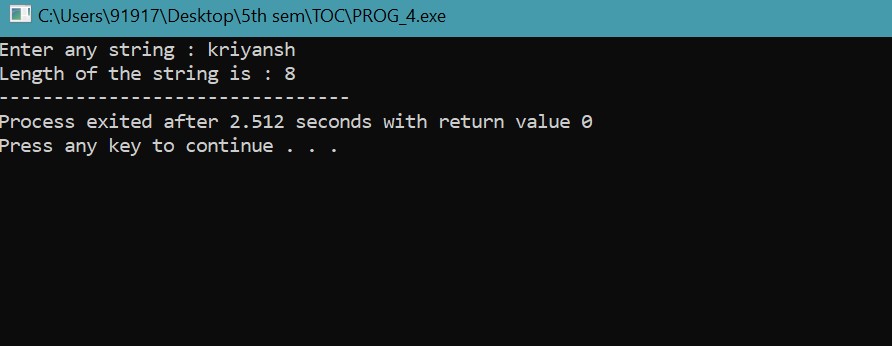 C:\Users\91917\Desktop\5th sem\TOC\PROG_4.exe
Enter any string : kriyansh
Length of the string is : 8
--------------------------------
Process exited after 2.512 seconds with return value 0
Press any key to continue . . .